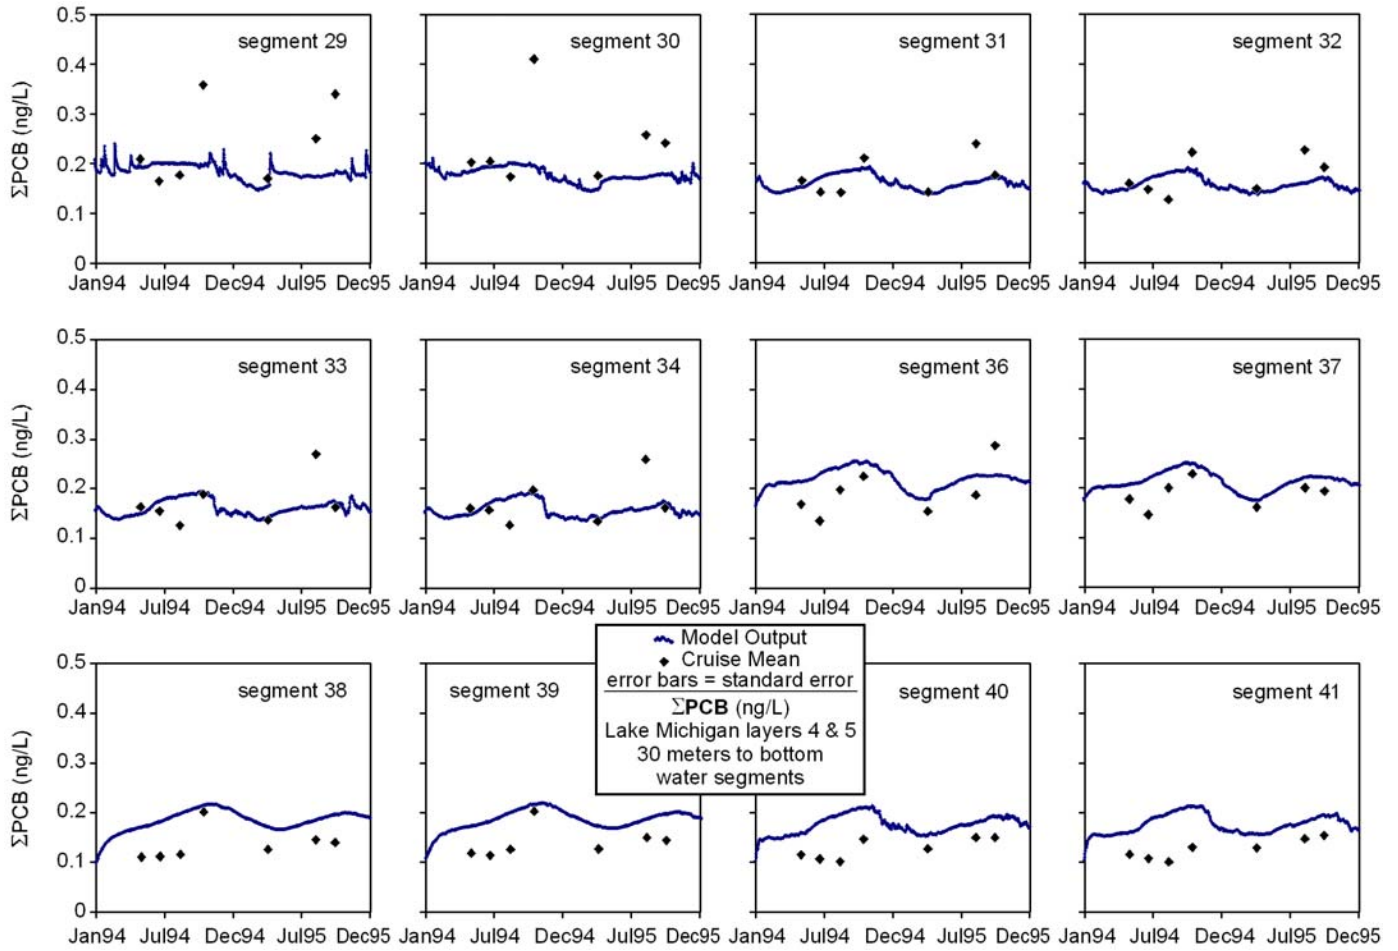 segment 29
segment 30
segment 31
segment 32
ΣPCB (ng/L)
0.5
0.4
0.3
0.2
0.1
0
Jan94 Jul94 Dec94 Jul95 Dec95
Jan94 Jul94 Dec94 Jul95 Dec95
Jan94 Jul94 Dec94 Jul95 Dec95
Jan94 Jul94 Dec94 Jul95 Dec95
segment 33
segment 34
segment 36
segment 37
ΣPCB (ng/L)
0.5
0.4
0.3
0.2
0.1
0
Jan94 Jul94 Dec94 Jul95 Dec95
Jan94 Jul94 Dec94 Jul95 Dec95
Jan94 Jul94 Dec94 Jul95 Dec95
Jan94 Jul94 Dec94 Jul95 Dec95
Model Output
Cruise Mean
error bars = standard error
ΣPCB (ng/L)
Lake Michigan layers 4 & 5
30 meters to bottom
water segments
segment 38
segment 39
segment 40
segment 41
ΣPCB (ng/L)
0.5
0.4
0.3
0.2
0.1
0
Jan94 Jul94 Dec94 Jul95 Dec95
Jan94 Jul94 Dec94 Jul95 Dec95
Jan94 Jul94 Dec94 Jul95 Dec95
Jan94 Jul94 Dec94 Jul95 Dec95